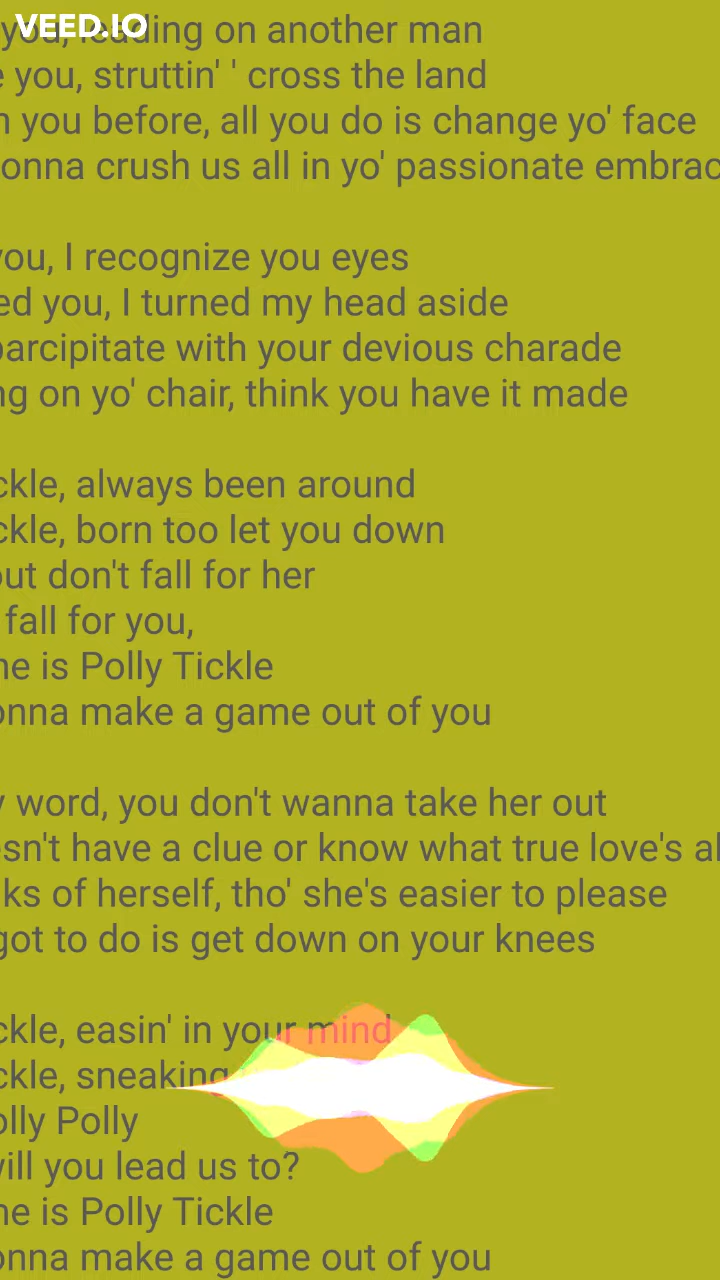 VEED.IO
you, leading on another man
e you, struttin' ' cross the land
n you before, all you do is change yo' face
onna crush us all in yo' passionate embrac
you, I recognize you eyes
ed you, I turned my head aside
parcipitate with your devious charade
ng on yo' chair, think you have it made
ckle, always been around
ckle, born too let you down
out don't fall for her
fall for you,
ne is Polly Tickle
onna make a game out of you
y word, you don't wanna take her out
esn't have a clue or know what true love's al
ks of herself, tho' she's easier to please
got to do is get down on your knees
ckle, easin' in your mind
ckle, sneaking
olly Polly
will you lead us to?
ne is Polly Tickle
onna make a game out of you